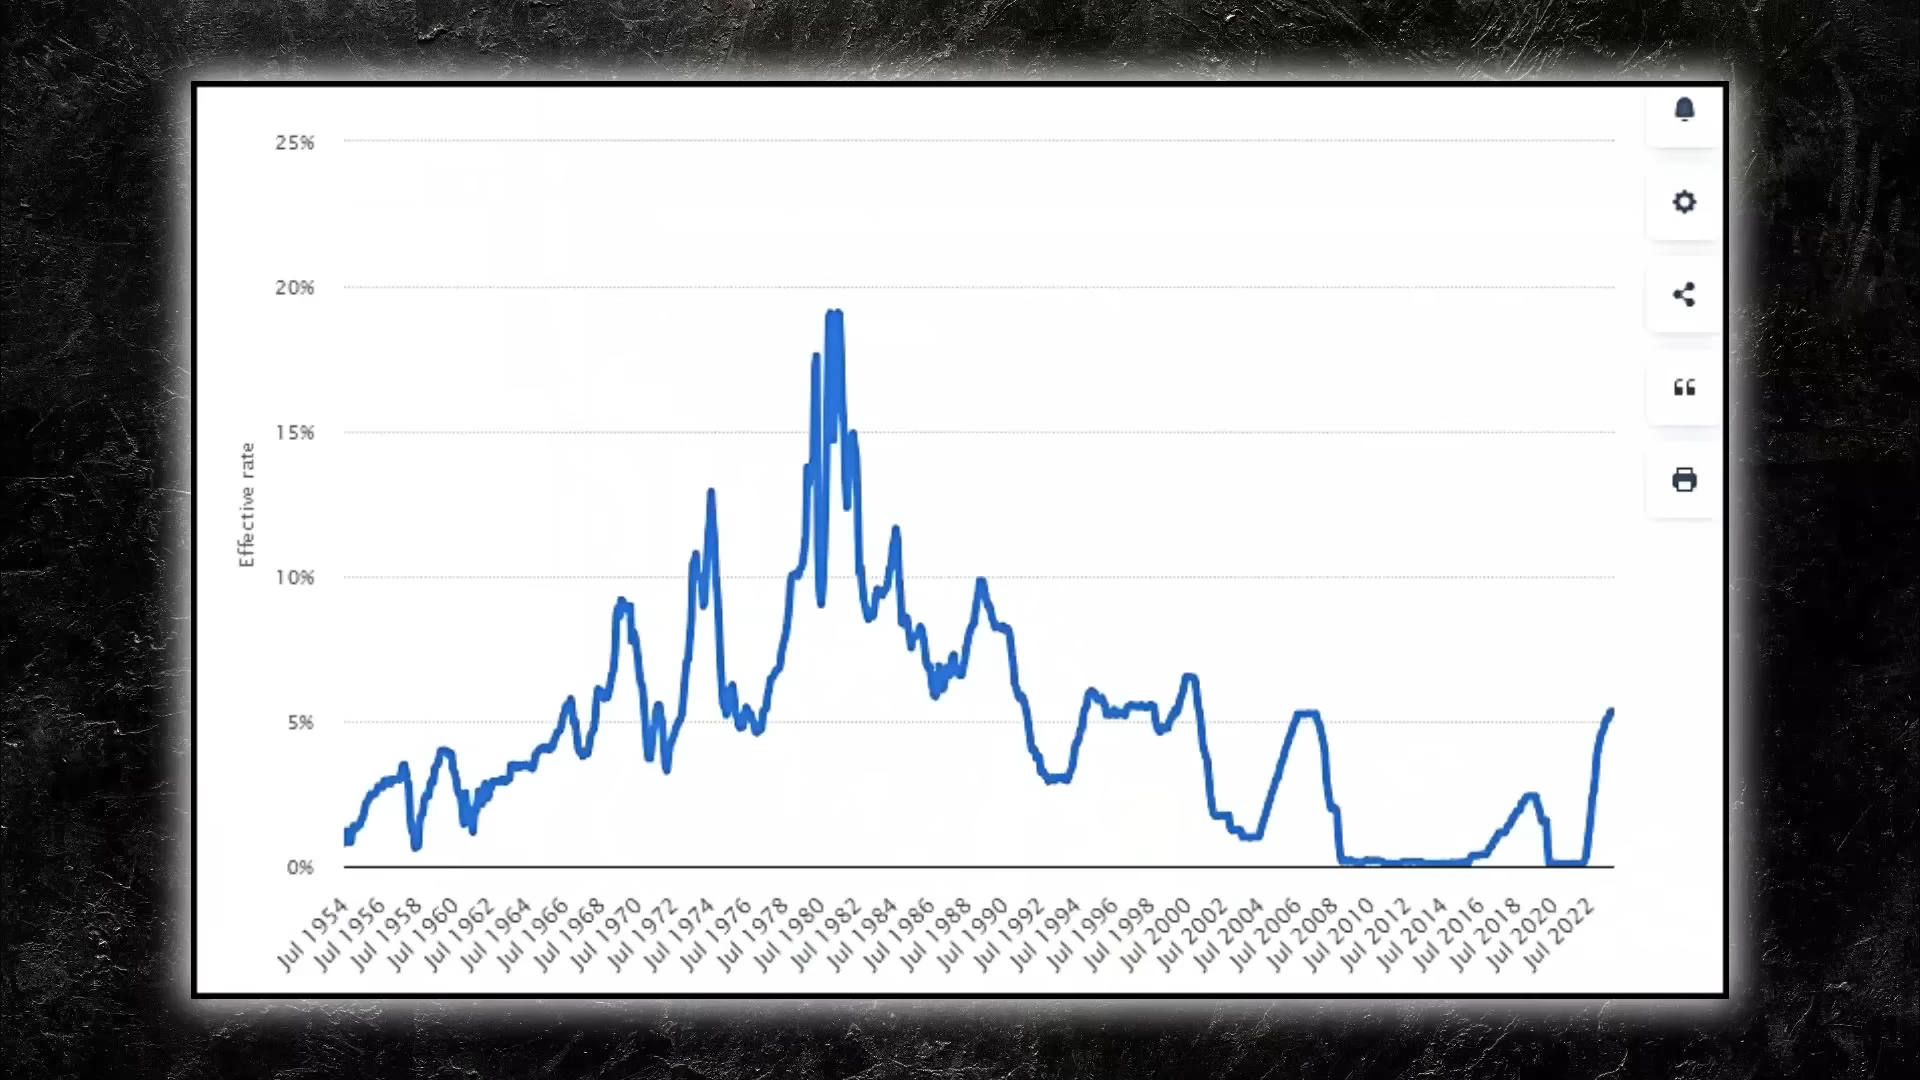 25%
20%
15%
10%
5%
0%
Effective rate
Jul 1954
Jul 1956
Jul 1958
Jul 1960
Jul 1962
Jul 1964
Jul 1966
Jul 1968
Jul 1970
Jul 1972
Jul 1974
Jul 1976
Jul 1978
Jul 1980
Jul 1982
Jul 1984
Jul 1986
Jul 1988
Jul 1990
Jul 1992
Jul 1994
Jul 1996
Jul 1998
Jul 2000
Jul 2002
Jul 2004
Jul 2006
Jul 2008
Jul 2010
Jul 2012
Jul 2014
Jul 2016
Jul 2018
Jul 2020
Jul 2022